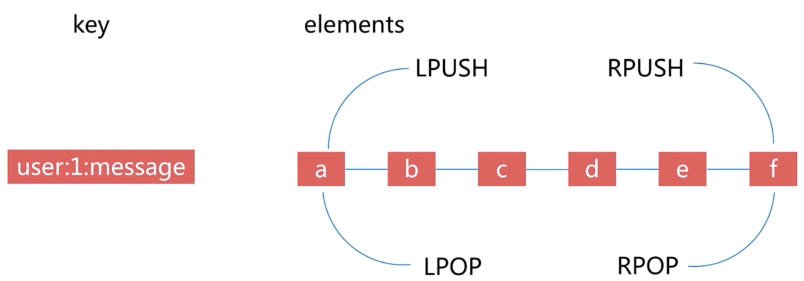 key elements
LPUSH RPUSH
user:1:message a b c d e f
LPOP RPOP